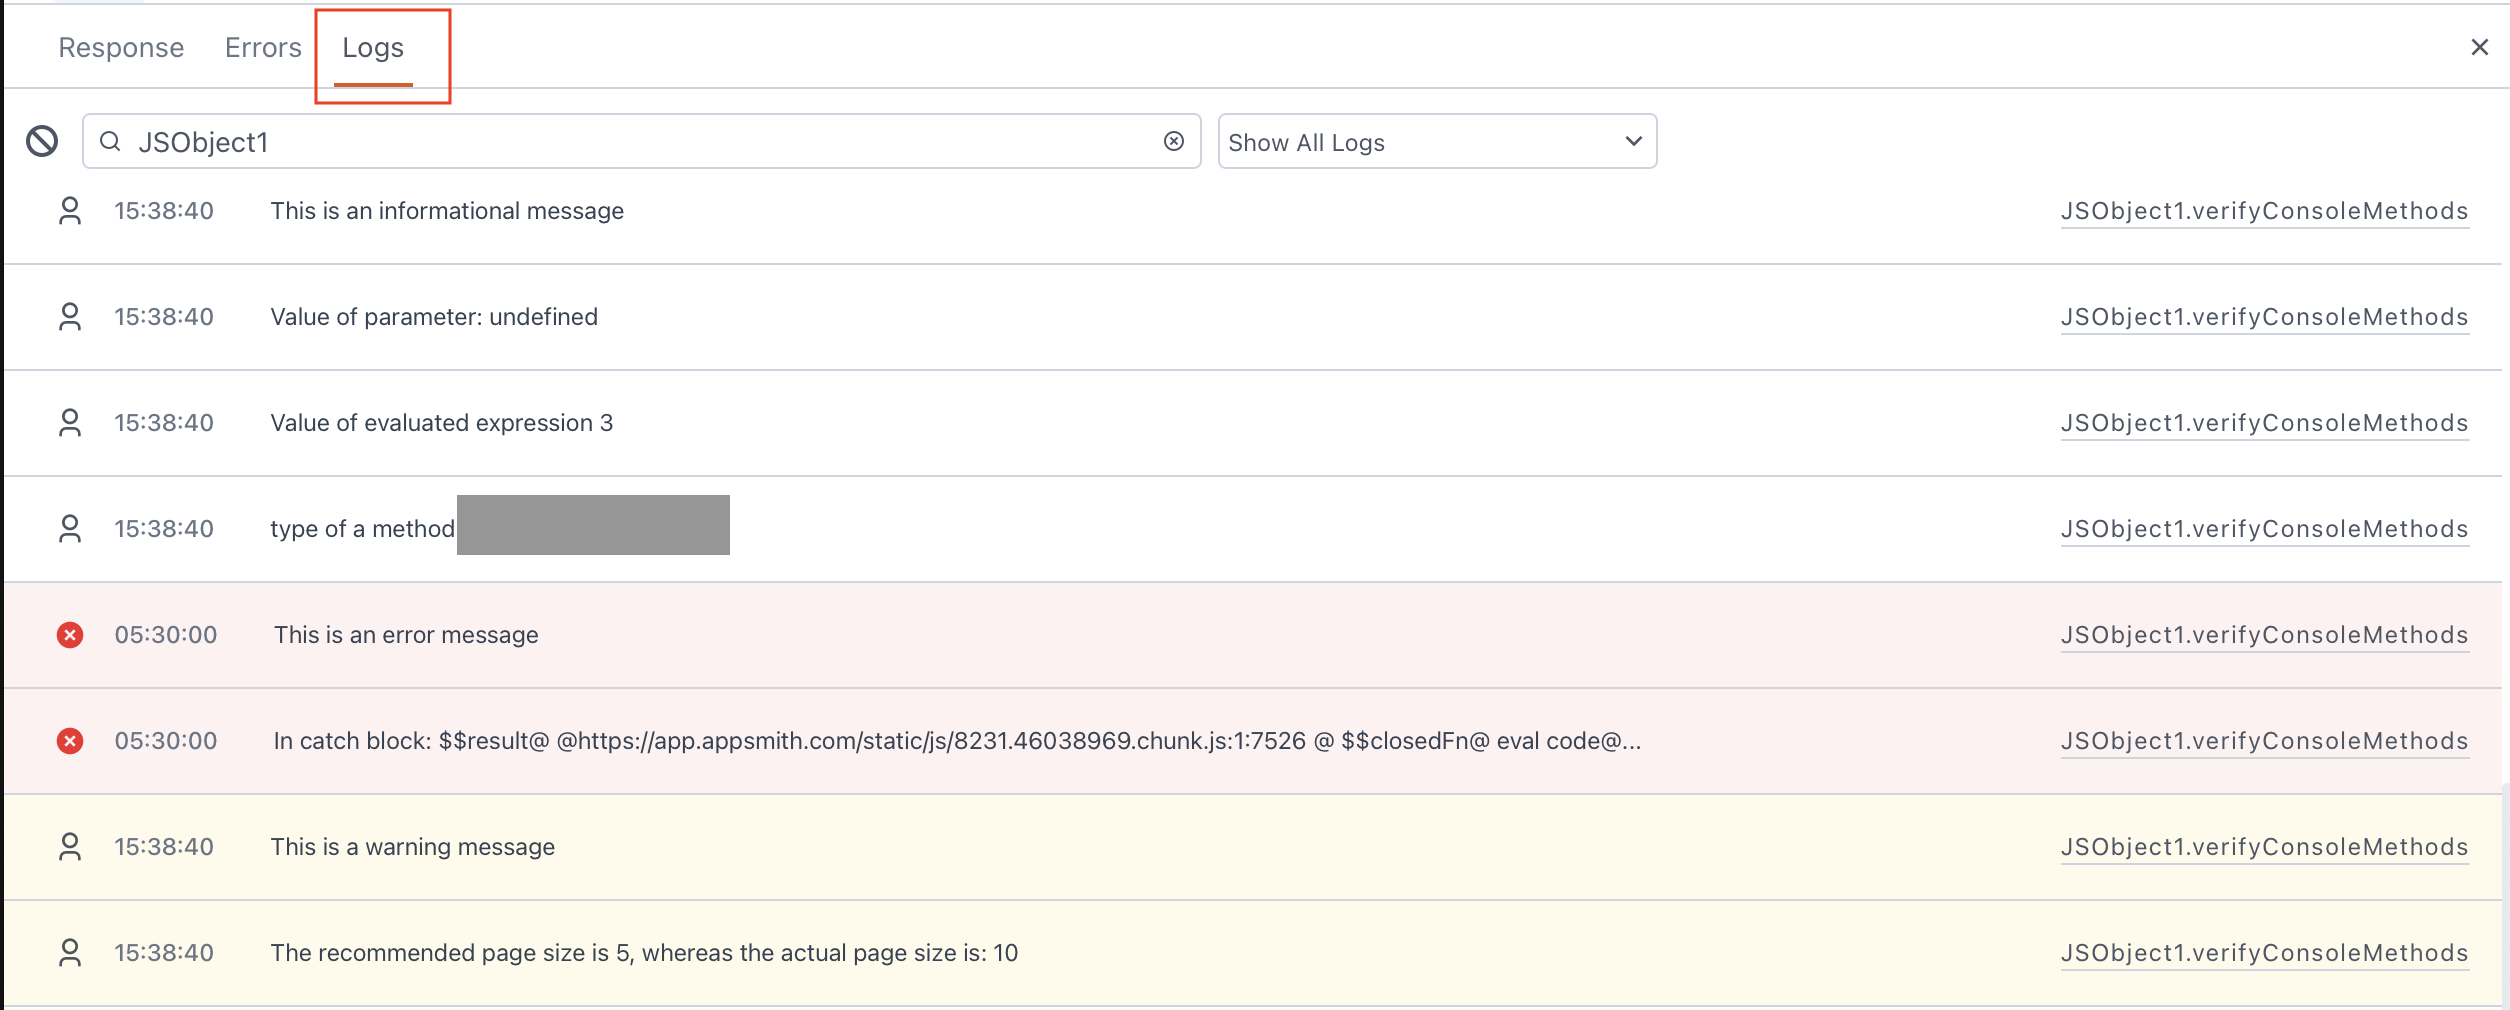 Response Errors Logs
JSObject1 Show All Logs
15:38:40 This is an informational message JSObject1.verifyConsoleMethods
15:38:40 Value of parameter: undefined JSObject1.verifyConsoleMethods
15:38:40 Value of evaluated expression 3 JSObject1.verifyConsoleMethods
15:38:40 type of a method JSObject1.verifyConsoleMethods
05:30:00 This is an error message JSObject1.verifyConsoleMethods
05:30:00 In catch block: $$result@ @https://app.appsmith.com/static/js/8231.46038969.chunk.js:1:7526 @ $$closedFn@ eval code@... JSObject1.verifyConsoleMethods
15:38:40 This is a warning message JSObject1.verifyConsoleMethods
15:38:40 The recommended page size is 5, whereas the actual page size is: 10 JSObject1.verifyConsoleMethods